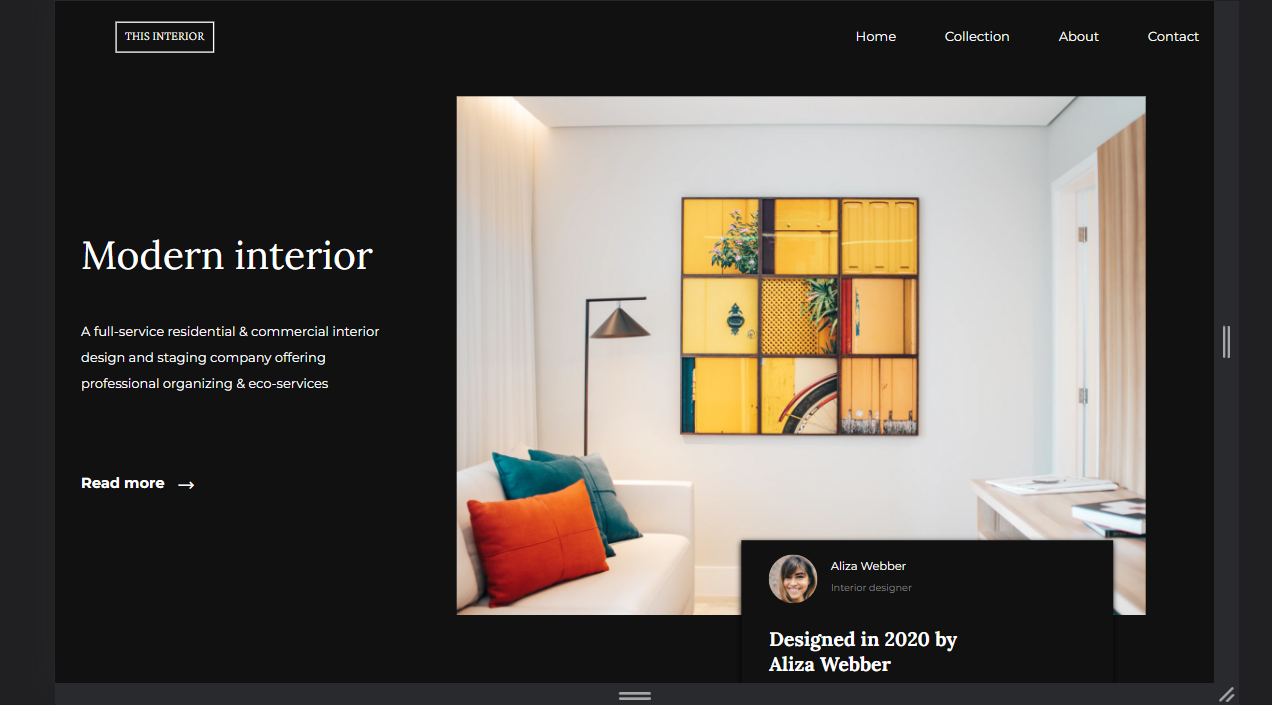 THIS INTERIOR
Home
Collection
About
Contact
Modern interior
A full-service residential & commercial interior
design and staging company offering
professional organizing & eco-services
Read more →
Aliza Webber
Interior designer
Designed in 2020 by
Aliza Webber